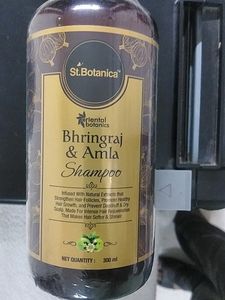 St.Botanica™
Oriental
botanics
Bhringraj
& Amla
Shampoo
Infused With Natural Extracts that
Strengthen Hair Follicles, Promote Healthy
Hair Growth, and Prevent Dandruff & Dry
Scalp. Made For Intense Hair Rejuvenation
That Makes Hair Softer & Shinier
NET QUANTITY : 300 ml